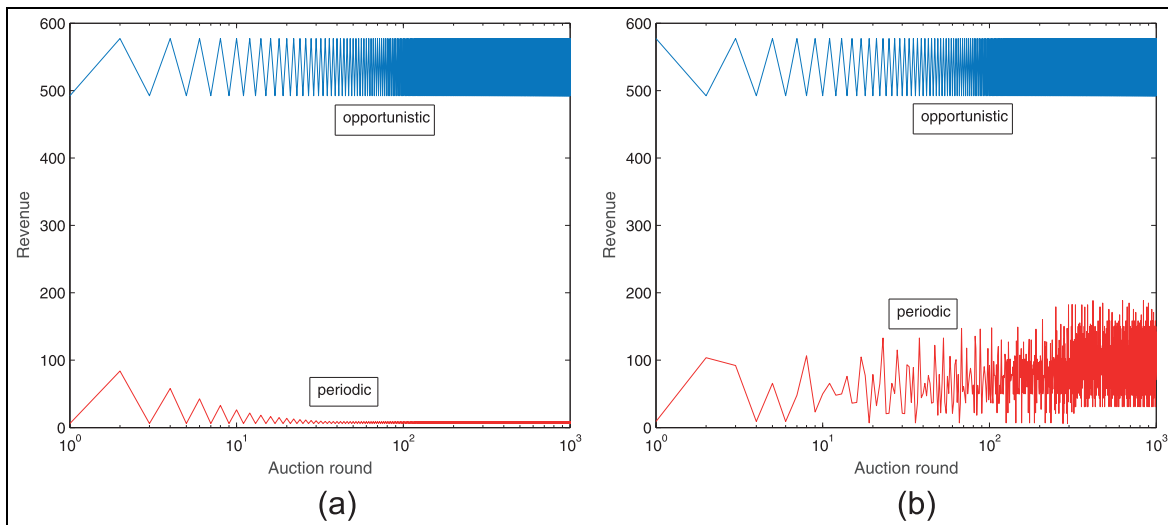 600
500
400
300
200
100
0
Revenue
opportunistic
periodic
10^0
10^1
10^2
10^3
Auction round
(a)
600
500
400
300
200
100
0
Revenue
opportunistic
periodic
10^0
10^1
10^2
10^3
Auction round
(b)